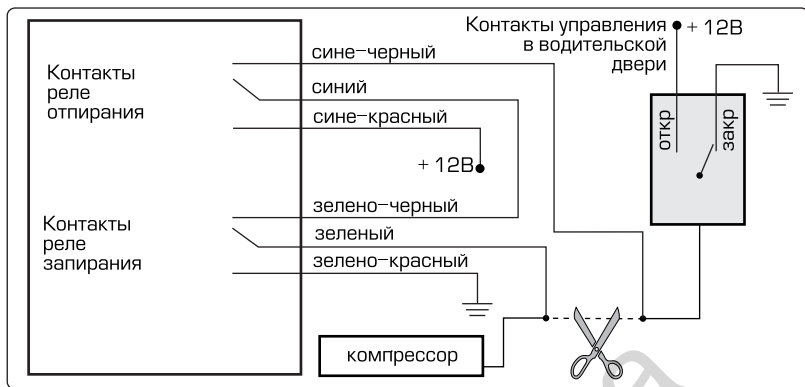 Контакты управления
в водительской
двери
+ 12В
сине-черный
Контакты
реле
отпирания
синий
сине-красный
+ 12В
откр
закр
зелено-черный
Контакты
реле
запирания
зеленый
зелено-красный
компрессор